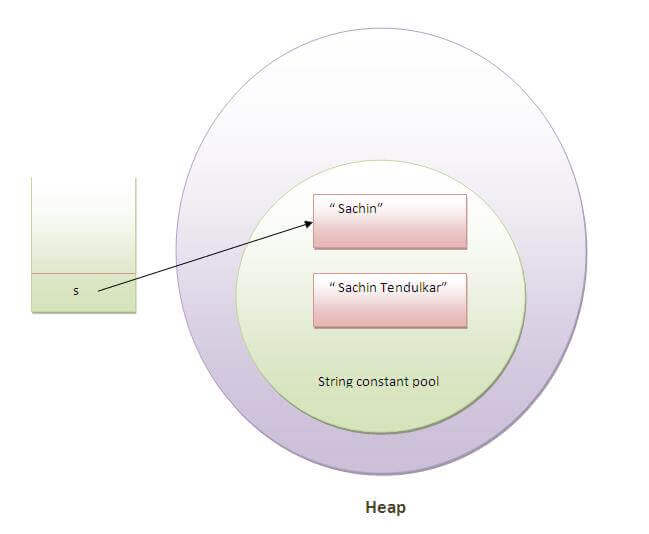 “ Sachin”
s
“ Sachin Tendulkar”
String constant pool
Heap